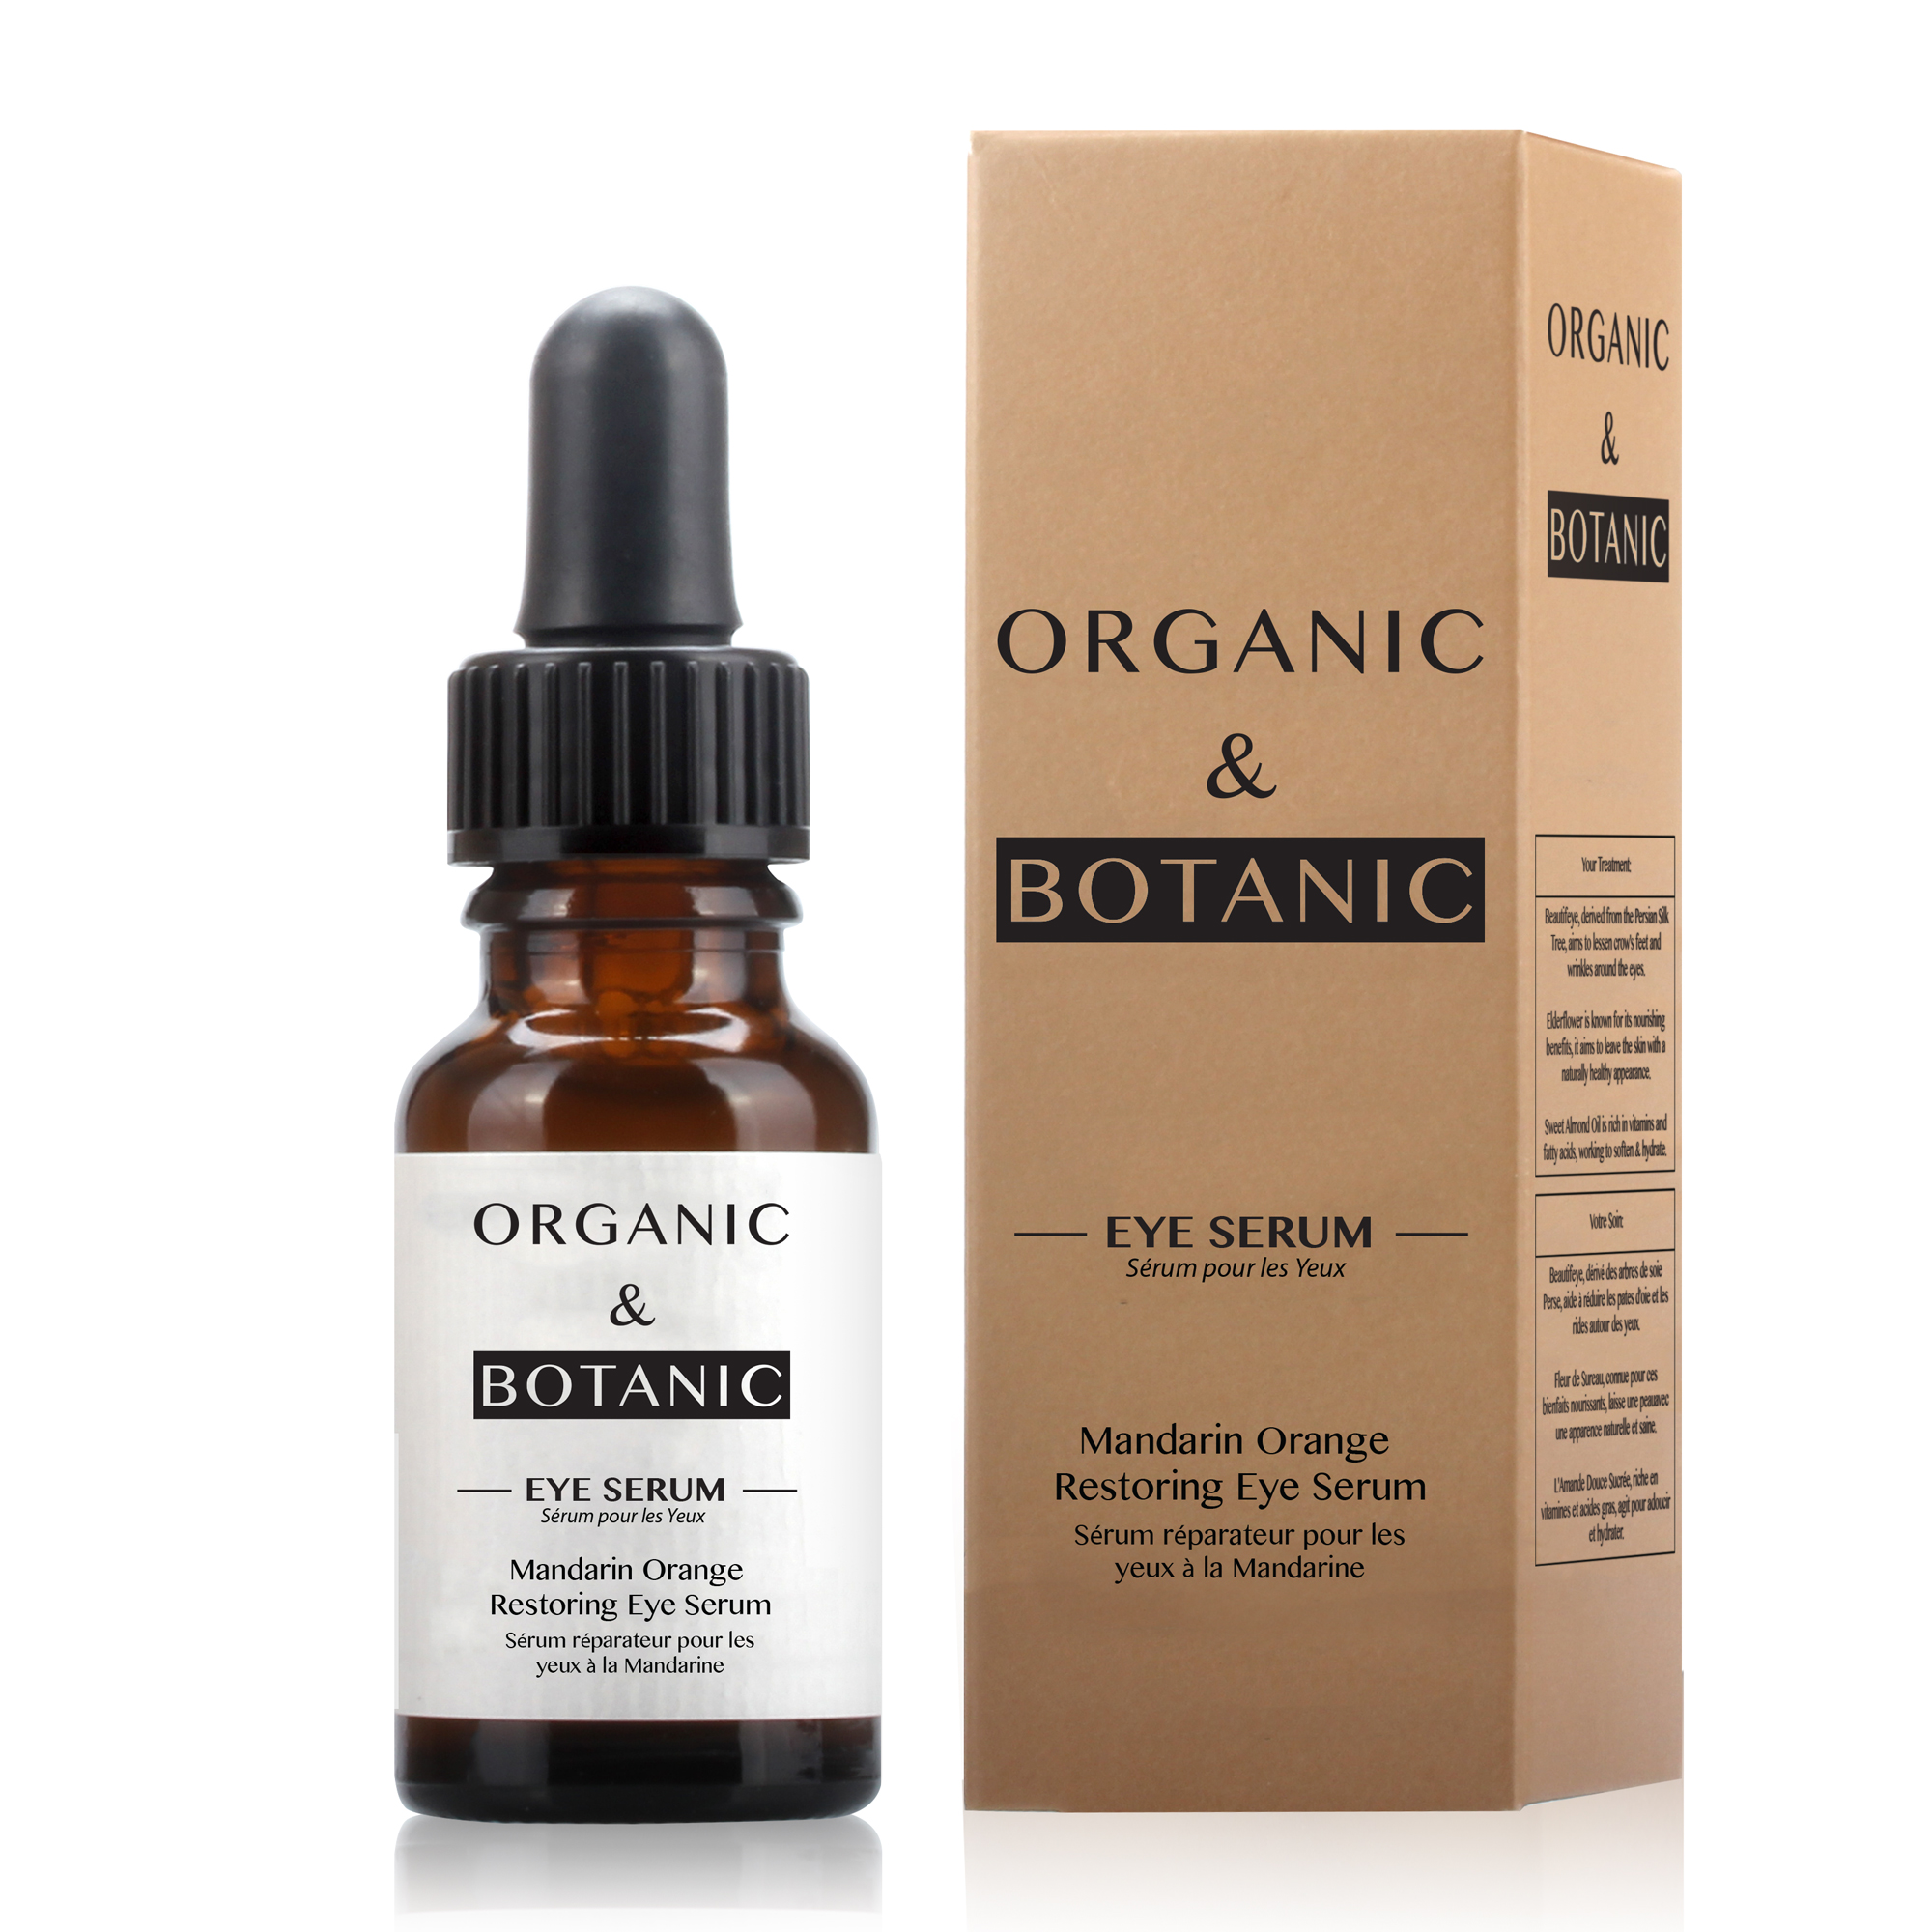 ORGANIC
&
BOTANIC
EYE SERUM
Sérum pour les Yeux
Mandarin Orange
Restoring Eye Serum
Sérum réparateur pour les
yeux à la Mandarine
ORGANIC
&
BOTANIC
EYE SERUM
Sérum pour les Yeux
Mandarin Orange
Restoring Eye Serum
Sérum réparateur pour les
yeux à la Mandarine
ORGANIC
&
BOTANIC
Your Treatment:
Beautifeye, derived from the Persian Silk
Tree, aims to lessen crow's feet and
wrinkles around the eyes.
Elderflower is known for its nourishing
benefits, it aims to leave the skin with a
naturally healthy appearance.
Sweet Almond Oil is rich in vitamins and
fatty acids, working to soften & hydrate.
Votre Soin:
Beautifeye, dérivé des arbres de soie
Perse, aide à réduire les pates d'oie et les
rides autour des yeux.
Fleur de Sureau, connue pour ces
bienfaits nourissants, laisse une peauavec
une apparence naturelle et saine.
L'Amande Douce Sucrée, riche en
vitamines et acides gras, agit pour adoucir
et hydrater.